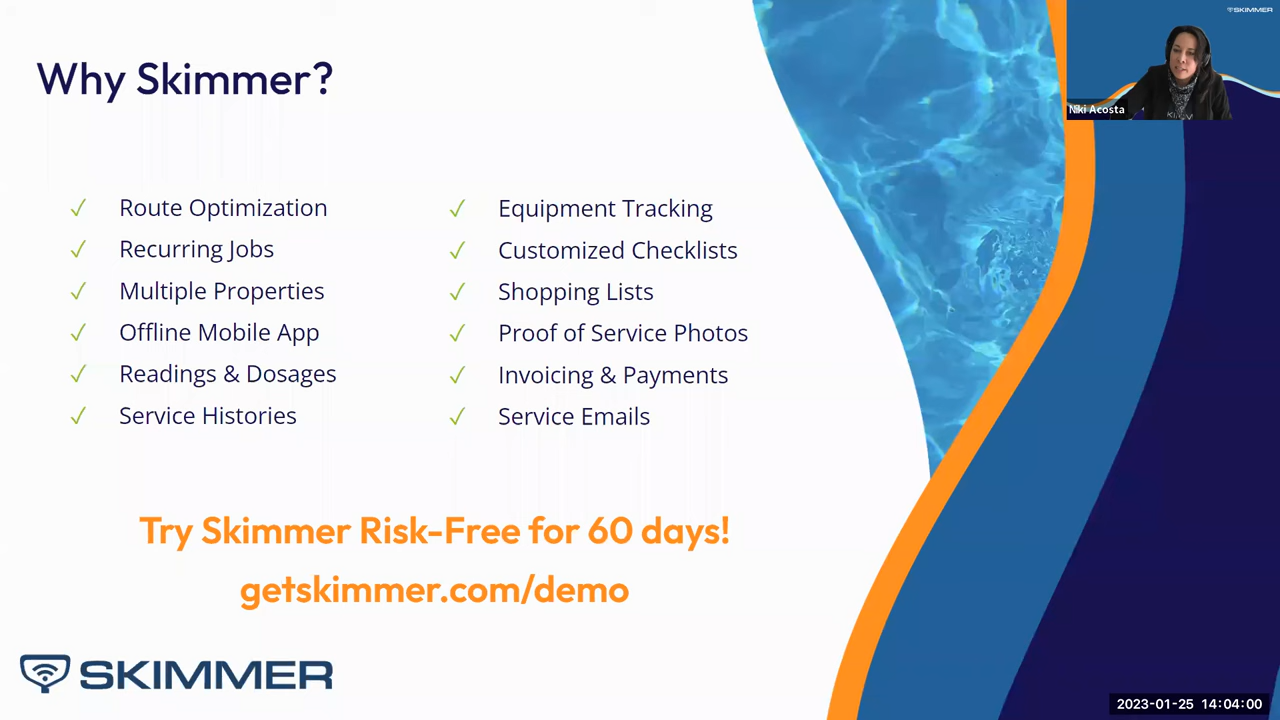 Why Skimmer?
✓ Route Optimization
✓ Recurring Jobs
✓ Multiple Properties
✓ Offline Mobile App
✓ Readings & Dosages
✓ Service Histories
✓ Equipment Tracking
✓ Customized Checklists
✓ Shopping Lists
✓ Proof of Service Photos
✓ Invoicing & Payments
✓ Service Emails
Try Skimmer Risk-Free for 60 days!
getskimmer.com/demo
SKIMMER
SKIMMER
Niki Acosta
2023-01-25 14:04:00